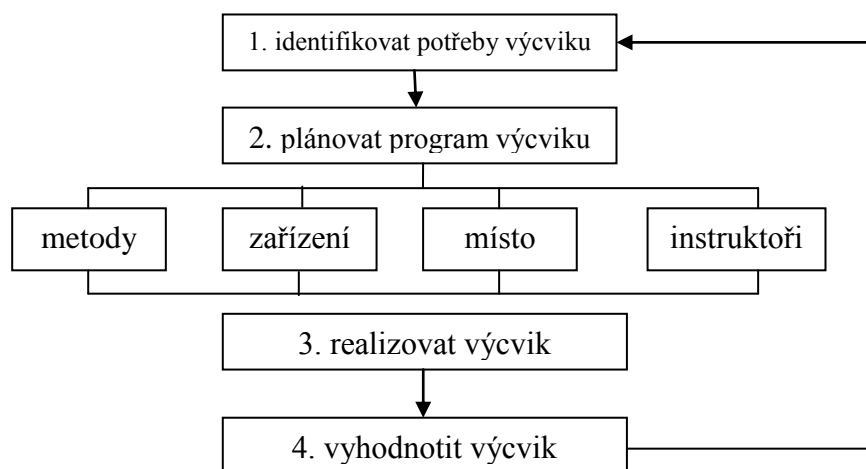 1. identifikovat potřeby výcviku
2. plánovat program výcviku
metody
zařízení
místo
instruktoři
3. realizovat výcvik
4. vyhodnotit výcvik